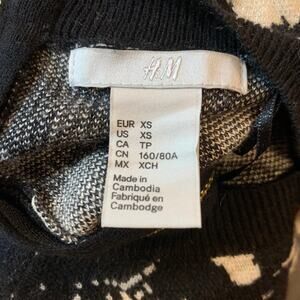 H&M
EUR XS
US XS
CA TP
CN 160/80A
MX XCH
Made in
Cambodia
Fabriqué en
Cambodge